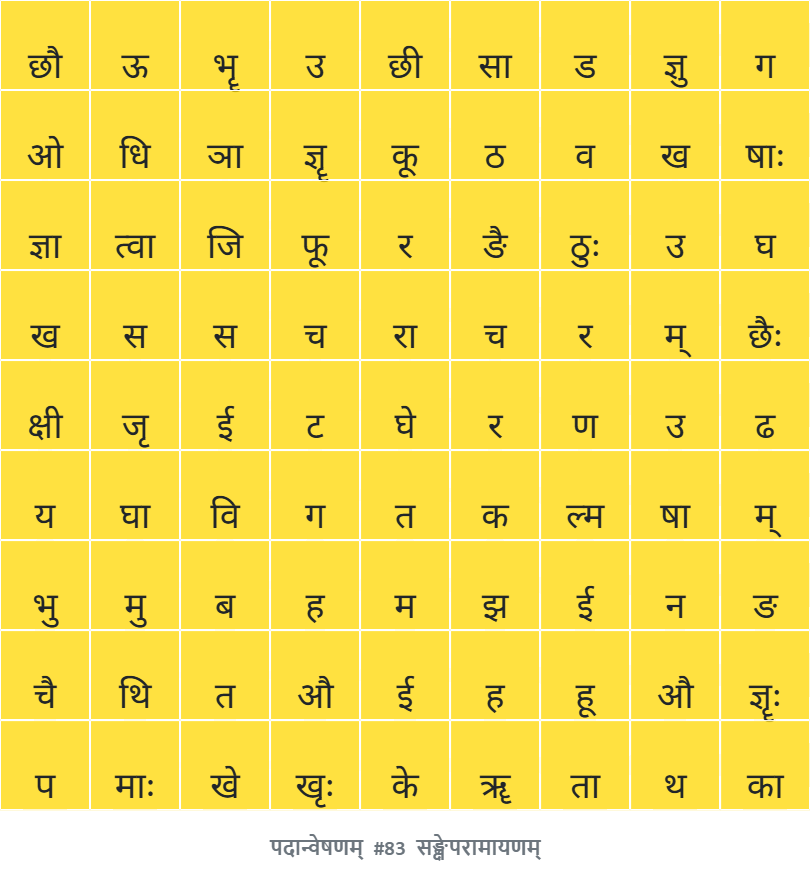 छौ ऊ भॄ उ छी सा ड ज्ञु ग
ओ धि ञा ज्ञॄ कू ठ व ख षाः
ज्ञा त्वा जि फू र ङै ठुः उ घ
ख स स च रा च र म् छैः
क्षी जृ ई ट घे र ण उ ढ
य घा वि ग त क ल्म षा म्
भु मु ब ह म झ ई न ङ
चै थि त औ ई ह हू औ ज्ञॄः
प माः खे खृः के ॠ ता थ का
पदान्वेषणम् #83 सङ्क्षेपरामायणम्